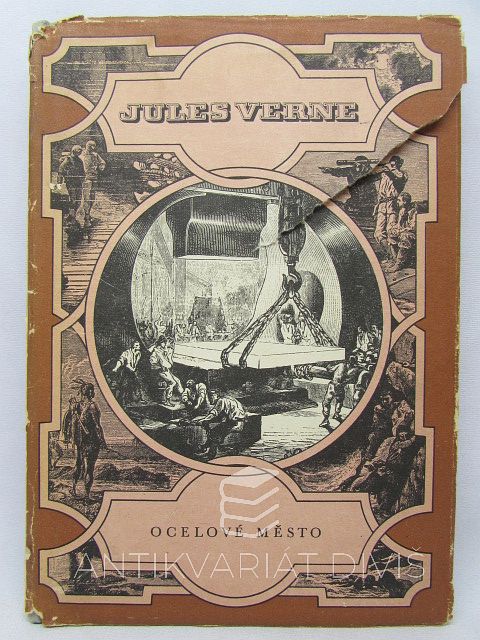 JULES VERNE
OCELOVÉ MĚSTO
ANTIKVARIÁT DIVIŠ